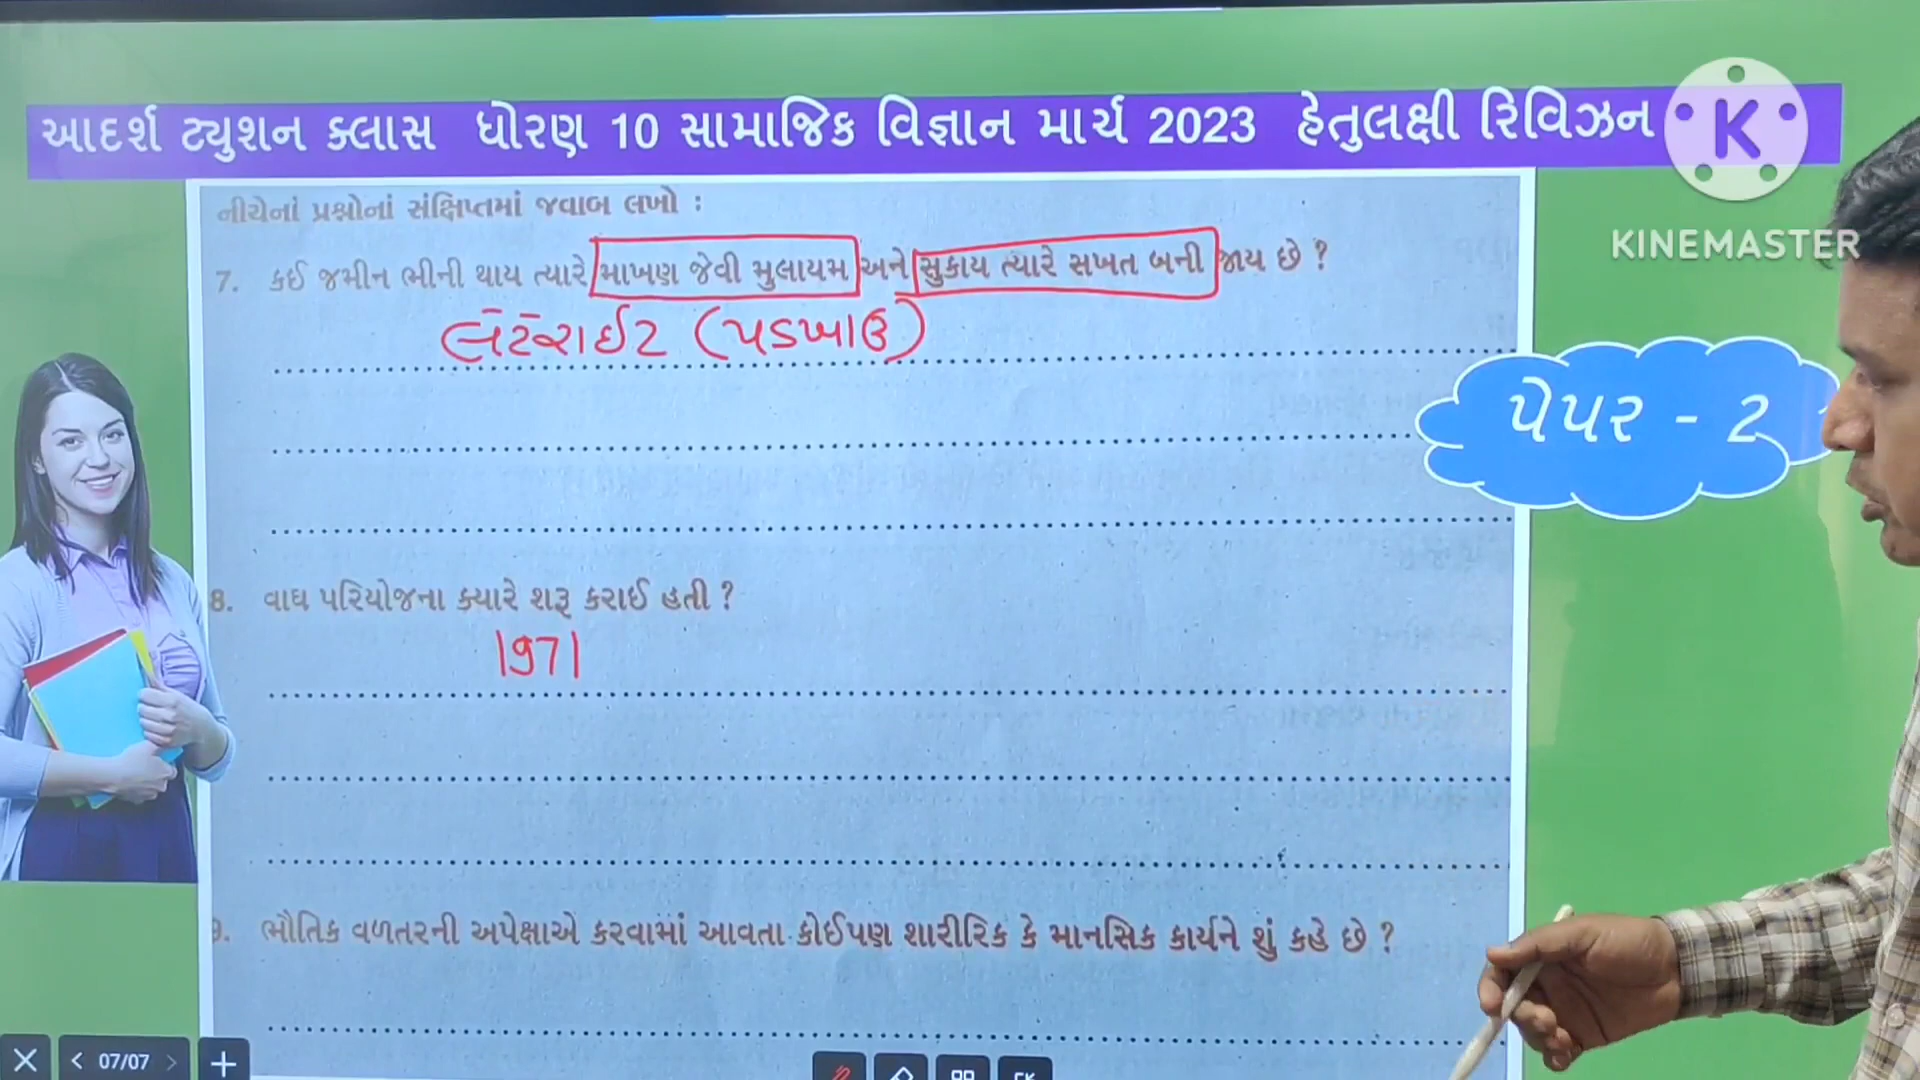 આદર્શ ટ્યુશન ક્લાસ ધોરણ 10 સામાજિક વિજ્ઞાન માર્ચ 2023 હેતુલક્ષી રિવિઝન
K
KINEMASTER
નીચેનાં પ્રશ્નોનાં સંક્ષિપ્તમાં જવાબ લખો :
7. કઈ જમીન ભીની થાય ત્યારે માખણ જેવી મુલાયમ અને સુકાય ત્યારે સખત બની જાય છે ?
લેટેરાઈટ (પડખાઉ)
પેપર - 2
8. વાઘ પરિયોજના ક્યારે શરૂ કરાઈ હતી ?
1971
9. ભૌતિક વળતરની અપેક્ષાએ કરવામાં આવતા કોઈપણ શારીરિક કે માનસિક કાર્યને શું કહે છે ?
07/07